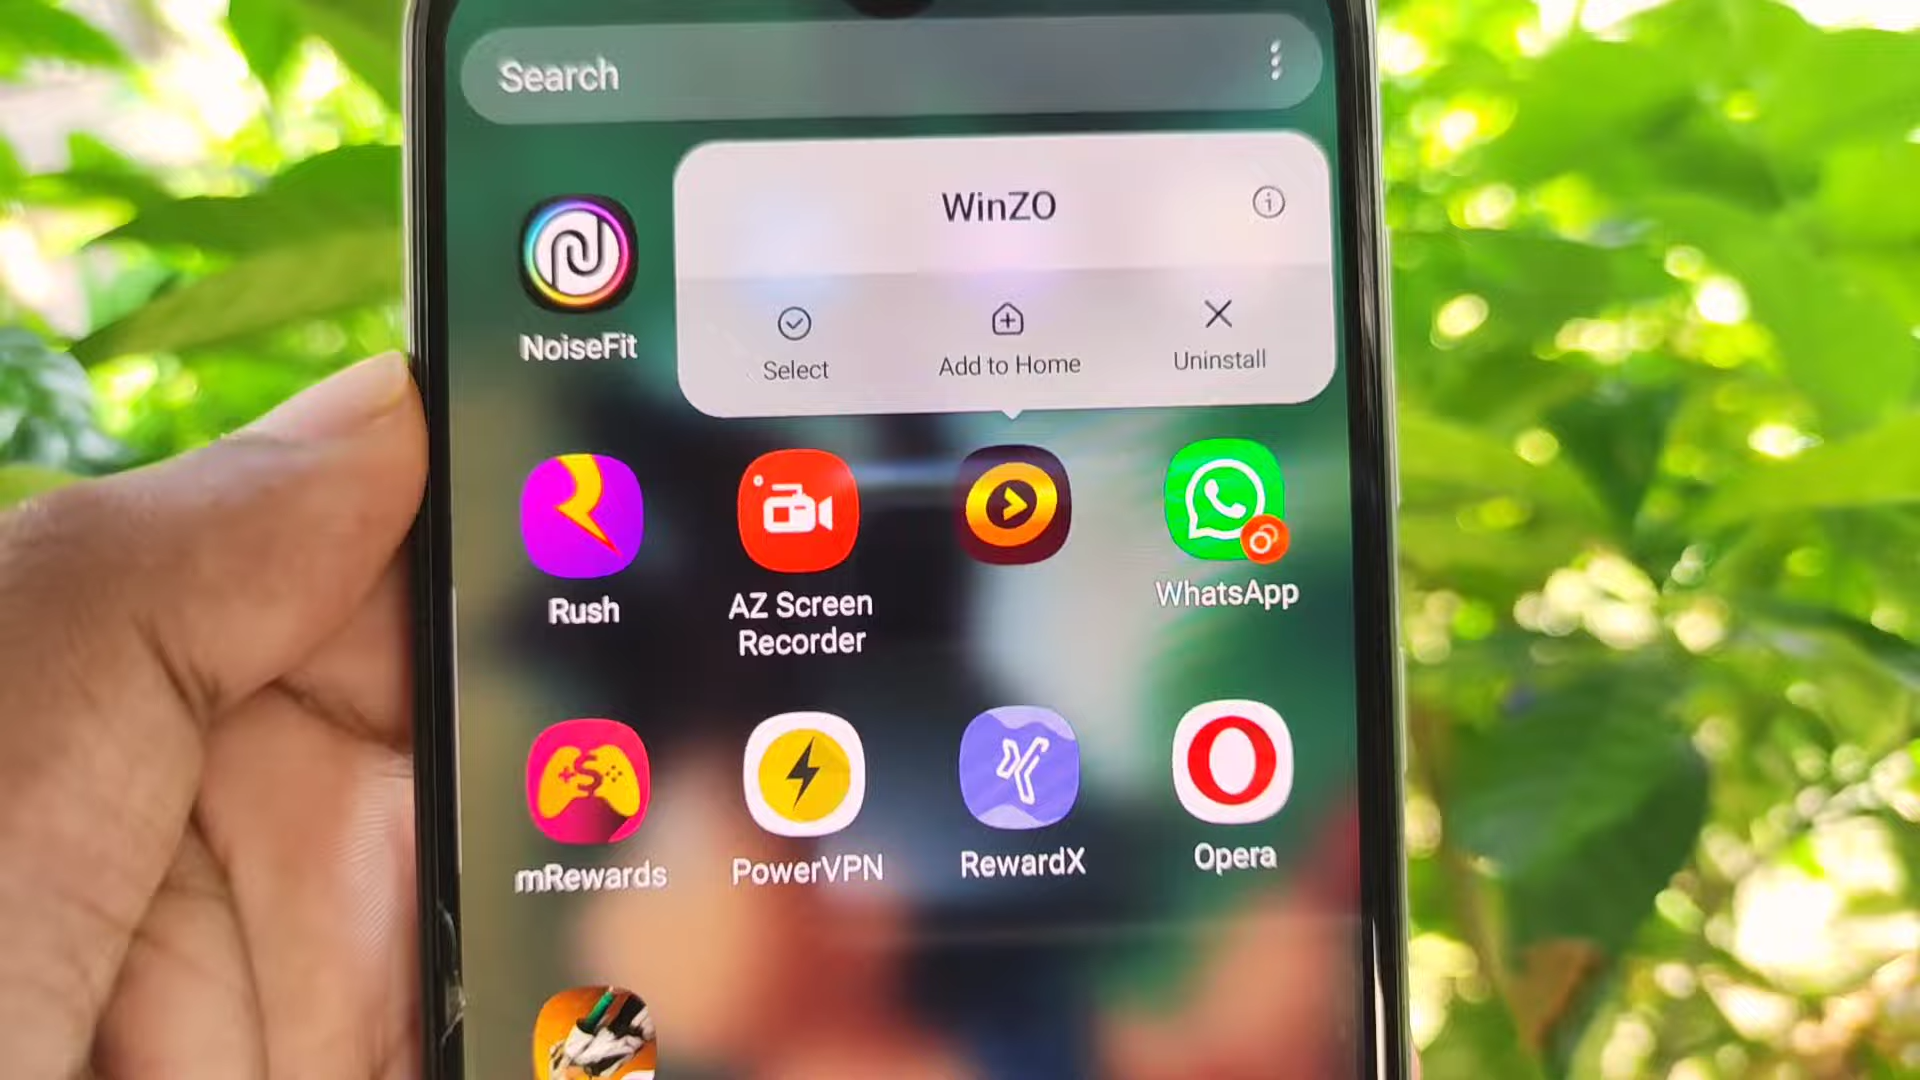 Search
WinZO
Select
Add to Home
Uninstall
NoiseFit
Rush
AZ Screen
Recorder
WhatsApp
mRewards
PowerVPN
RewardX
Opera